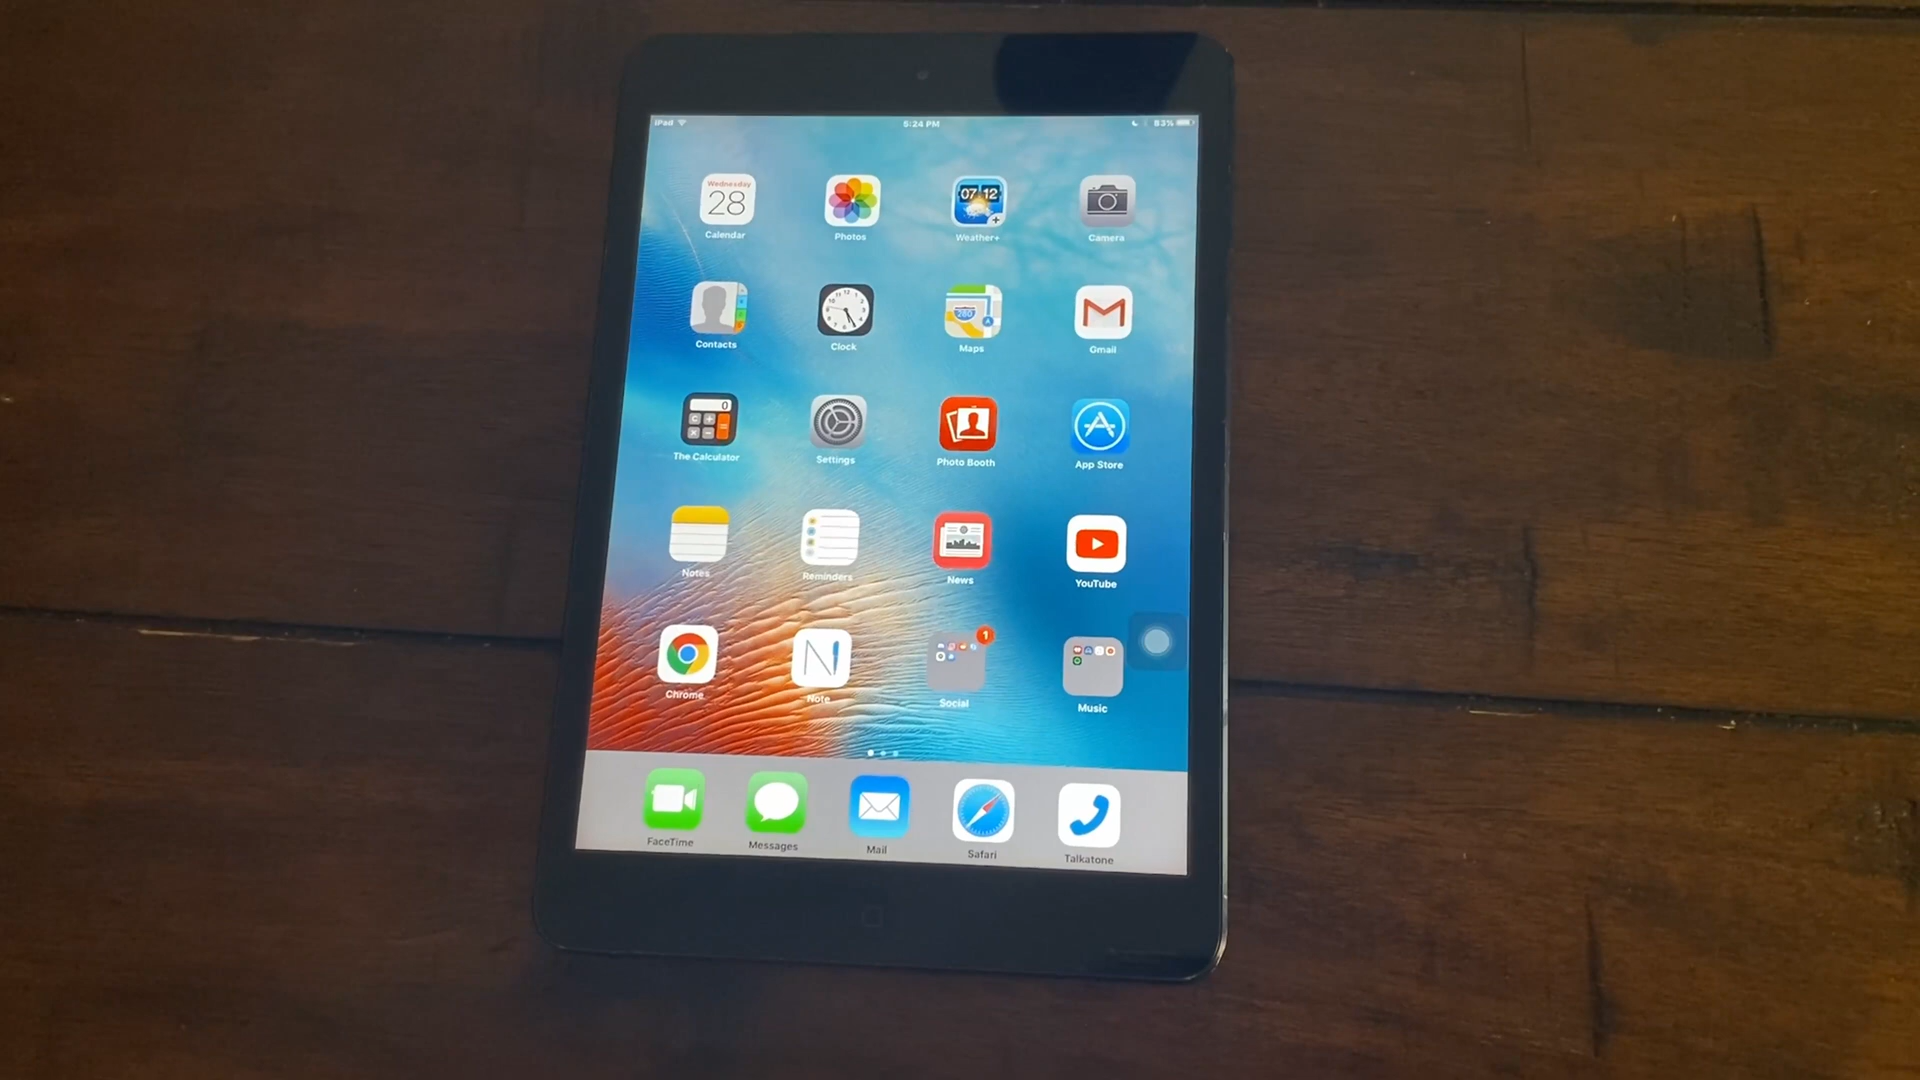 iPad 5:24 PM 83%
Wednesday
28 07 12
Calendar Photos Weather+ Camera
280
Contacts Clock Maps Gmail
0
The Calculator Settings Photo Booth App Store
Notes Reminders News YouTube
1
N
Chrome Note Social Music
FaceTime Messages Mail Safari Talkatone